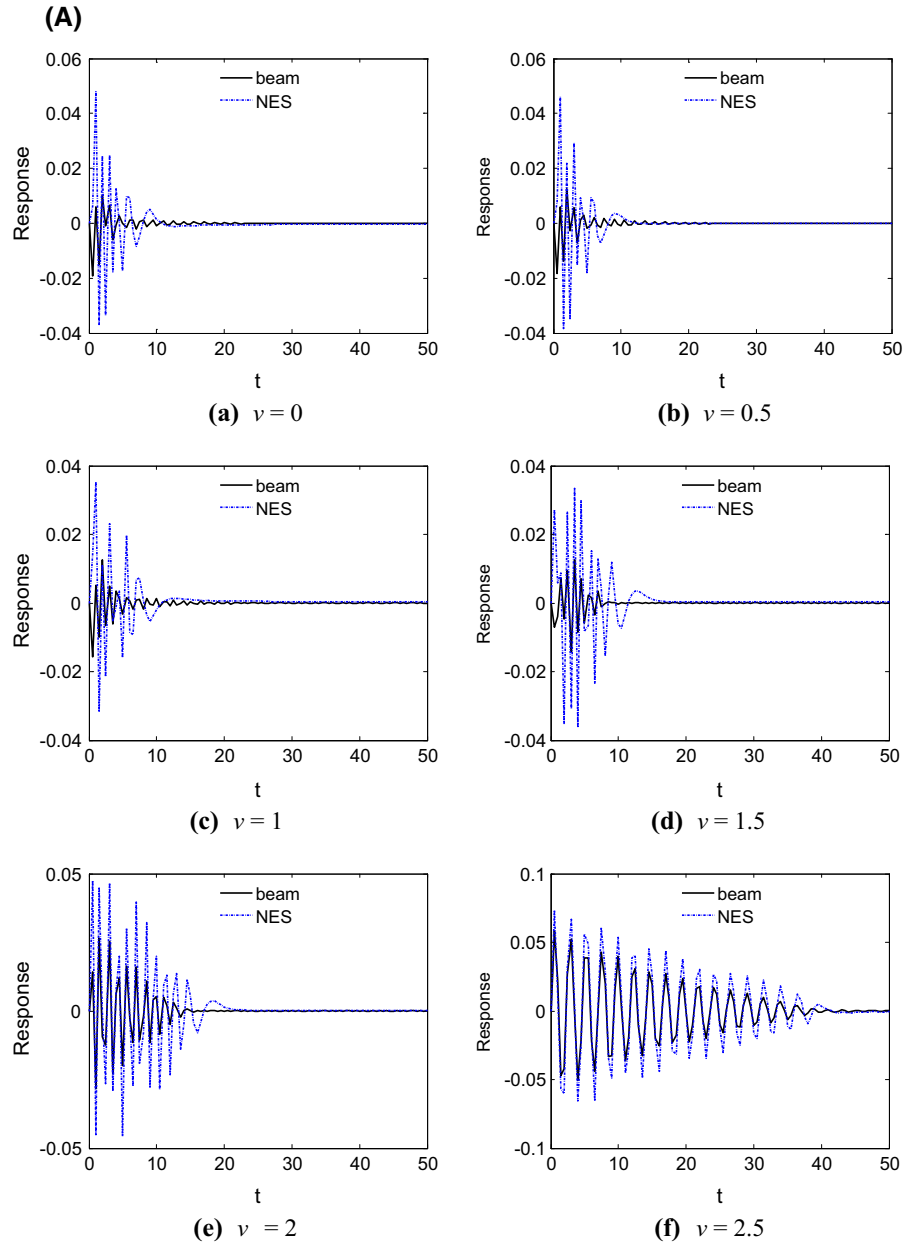 (A)
0.06
0.04
0.02
0
-0.02
-0.04
Response
beam
NES
0 10 20 30 40 50
t
(a) v = 0
0.06
0.04
0.02
0
-0.02
-0.04
Response
beam
NES
0 10 20 30 40 50
t
(b) v = 0.5
0.04
0.02
0
-0.02
-0.04
Response
beam
NES
0 10 20 30 40 50
t
(c) v = 1
0.04
0.02
0
-0.02
-0.04
Response
beam
NES
0 10 20 30 40 50
t
(d) v = 1.5
0.05
0
-0.05
Response
beam
NES
0 10 20 30 40 50
t
(e) v = 2
0.1
0.05
0
-0.05
-0.1
Response
beam
NES
0 10 20 30 40 50
t
(f) v = 2.5